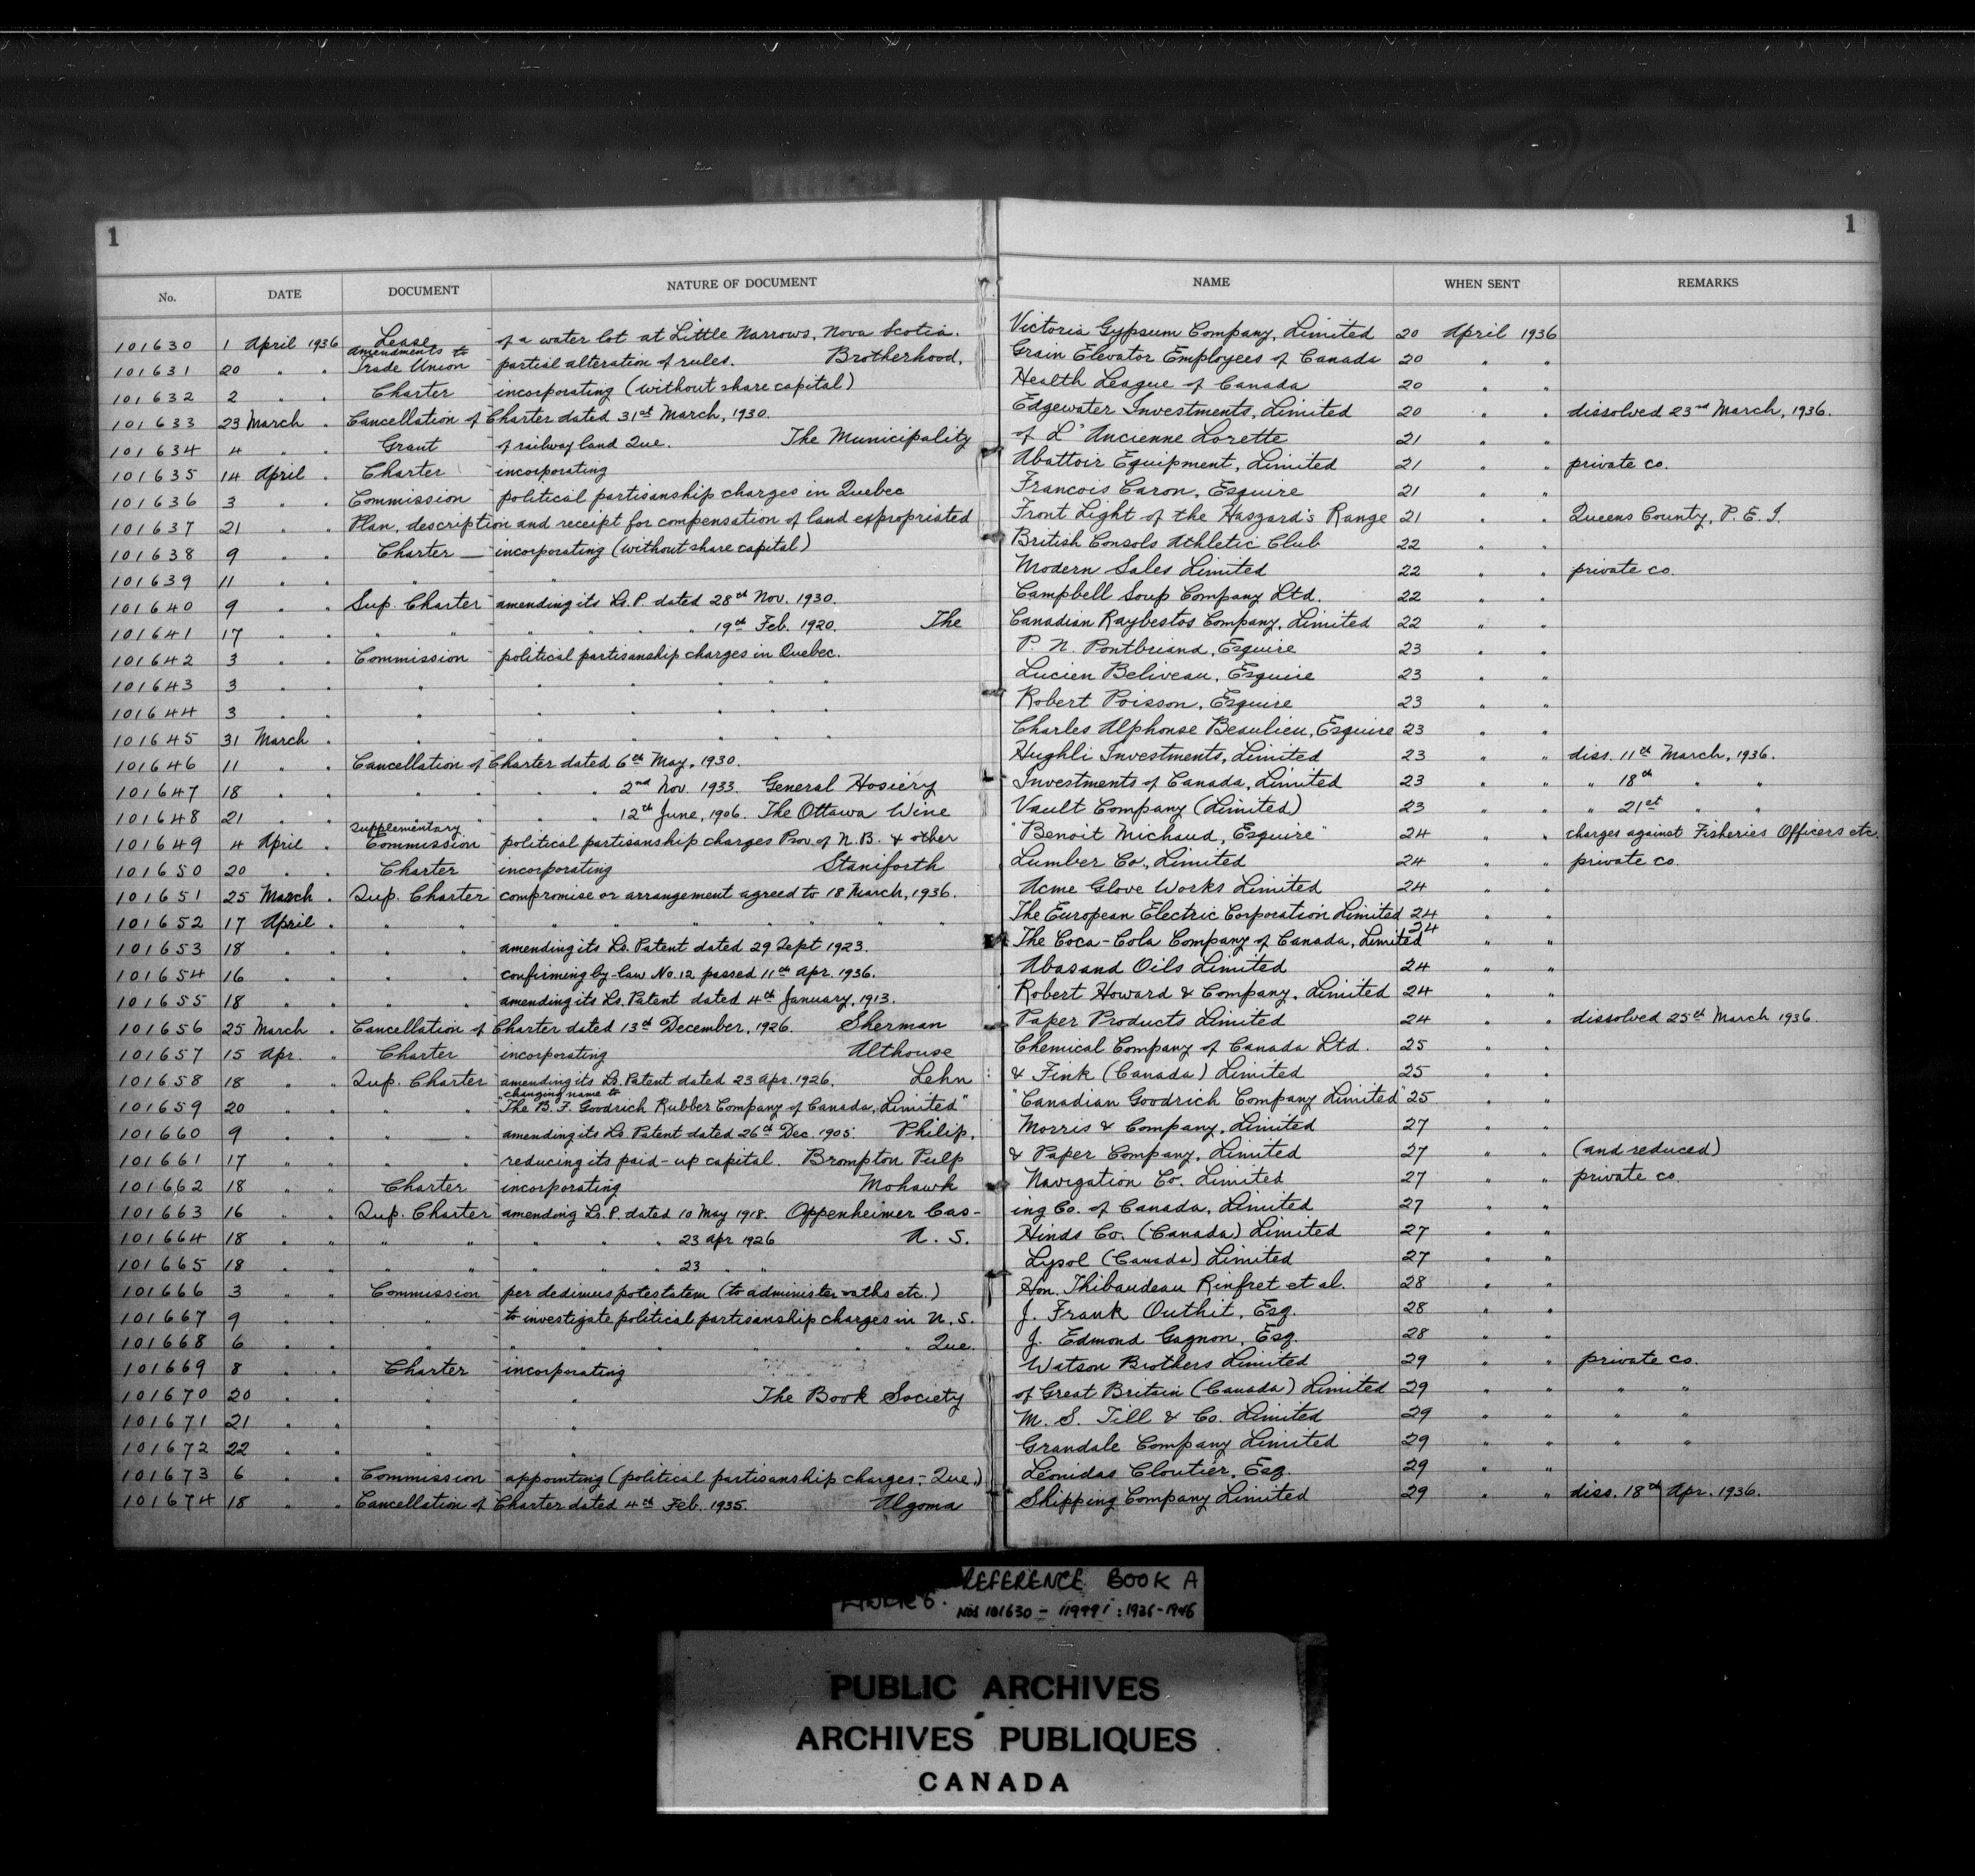 1 1
No. DATE DOCUMENT NATURE OF DOCUMENT NAME WHEN SENT REMARKS
101630 1 April 1936 Lease of a water lot at Little Narrows, Nova Scotia. Victoria Gypsum Company, Limited 20 April 1936
101631 20 " " Amendments to Trade Union partial alteration of rules. Brotherhood, Grain Elevator Employees of Canada 20 " "
101632 2 " " Charter incorporating (without share capital) Health League of Canada 20 " "
101633 23 March " Cancellation of Charter dated 31st March, 1930. Edgewater Investments, Limited 20 " " dissolved 23rd March, 1936.
101634 4 " " Grant of railway land Que. The Municipality of L'Ancienne Lorette 21 " "
101635 14 April " Charter incorporating Abattoir Equipment, Limited 21 " " private co.
101636 3 " " Commission political partisanship charges in Quebec Francois Caron, Esquire 21 " "
101637 21 " " Plan, description and receipt for compensation of land expropriated Front Light of the Haszard's Range 21 " " Queens County, P. E. I.
101638 9 " " Charter — incorporating (without share capital) British Consols Athletic Club 22 " "
101639 11 " " " " Modern Sales Limited 22 " " private co.
101640 9 " " Sup. Charter amending its Ls. P. dated 28th Nov. 1930. Campbell Soup Company Ltd. 22 " "
101641 17 " " " " " " " " 19th Feb. 1920. The Canadian Raybestos Company, Limited 22 " "
101642 3 " " Commission political partisanship charges in Quebec. P. N. Pontbriand, Esquire 23 " "
101643 3 " " " " " " " " Lucien Beliveau, Esquire 23 " "
101644 3 " " " " " " " " Robert Poisson, Esquire 23 " "
101645 31 March " " " " " " " Charles Alphonse Beaulieu, Esquire 23 " "
101646 11 " " Cancellation of Charter dated 6th May, 1930. Hughli Investments, Limited 23 " " diss. 11th March, 1936.
101647 18 " " " " " " 2nd Nov. 1933. General Hosiery Investments of Canada, Limited 23 " " " 18th " "
101648 21 " " " " " " 12th June, 1906. The Ottawa Wine Vault Company (Limited) 23 " " " 21st " "
101649 4 April " Supplementary Commission political partisanship charges Prov. of N. B. & other "Benoit Michaud, Esquire" 24 " " charges against Fisheries Officers etc.
101650 20 " " Charter incorporating Staniforth Lumber Co., Limited 24 " " private co.
101651 25 March " Sup. Charter compromise or arrangement agreed to 18 March, 1936. Acme Glove Works Limited 24 " "
101652 17 April " " " " " " " " " The European Electric Corporation Limited 24 " "
101653 18 " " " " amending its Ls. Patent dated 29 Sept 1923. The Coca-Cola Company of Canada, Limited 24 " "
101654 16 " " " " confirming by-law No. 12 passed 11th Apr. 1936. Abasand Oils Limited 24 " "
101655 18 " " " " amending its Ls. Patent dated 4th January, 1913. Robert Howard & Company, Limited 24 " "
101656 25 March " Cancellation of Charter dated 13th December, 1926. Sherman Paper Products Limited 24 " " dissolved 25th March 1936.
101657 15 Apr. " Charter incorporating Althouse Chemical Company of Canada Ltd. 25 " "
101658 18 " " Sup. Charter amending its Ls. Patent dated 23 Apr. 1926. Lehn & Fink (Canada) Limited 25 " "
101659 20 " " " " changing name to "The B. F. Goodrich Rubber Company of Canada, Limited" "Canadian Goodrich Company Limited" 25 " "
101660 9 " " " " amending its Ls. Patent dated 26th Dec. 1905. Philip, Morris & Company, Limited 27 " "
101661 17 " " " " reducing its paid-up capital. Brompton Pulp & Paper Company, Limited 27 " " (and reduced)
101662 18 " " Charter incorporating Mohawk Navigation Co. Limited 27 " " private co.
101663 16 " " Sup. Charter amending Ls. P. dated 10 May 1918. Oppenheimer Cas- ing Co. of Canada, Limited 27 " "
101664 18 " " " " " " " 23 Apr 1926 A. S. Hinds Co. (Canada) Limited 27 " "
101665 18 " " " " " " " 23 " " Lysol (Canada) Limited 27 " "
101666 3 " " Commission per dedimus potestatem (to administer oaths etc.) Hon. Thibaudeau Rinfret et al. 28 " "
101667 9 " " " to investigate political partisanship charges in N. S. J. Frank Outhit, Esq. 28 " "
101668 6 " " " " " " " " " Que. J. Edmond Gagnon, Esq. 28 " "
101669 8 " " Charter incorporating Watson Brothers Limited 29 " " private co.
101670 20 " " " " The Book Society of Great Britain (Canada) Limited 29 " " " "
101671 21 " " " " M. S. Till & Co. Limited 29 " " " "
101672 22 " " " " Grandale Company Limited 29 " " " "
101673 6 " " Commission appointing (political partisanship charges - Que.) Leonidas Cloutier, Esq. 29 " "
101674 18 " " Cancellation of Charter dated 4th Feb. 1935. Algoma Shipping Company Limited 29 " " diss. 18th Apr. 1936.
REFERENCE BOOK A
Nos 101630 - 119991 : 1936-1946
PUBLIC ARCHIVES
ARCHIVES PUBLIQUES
CANADA